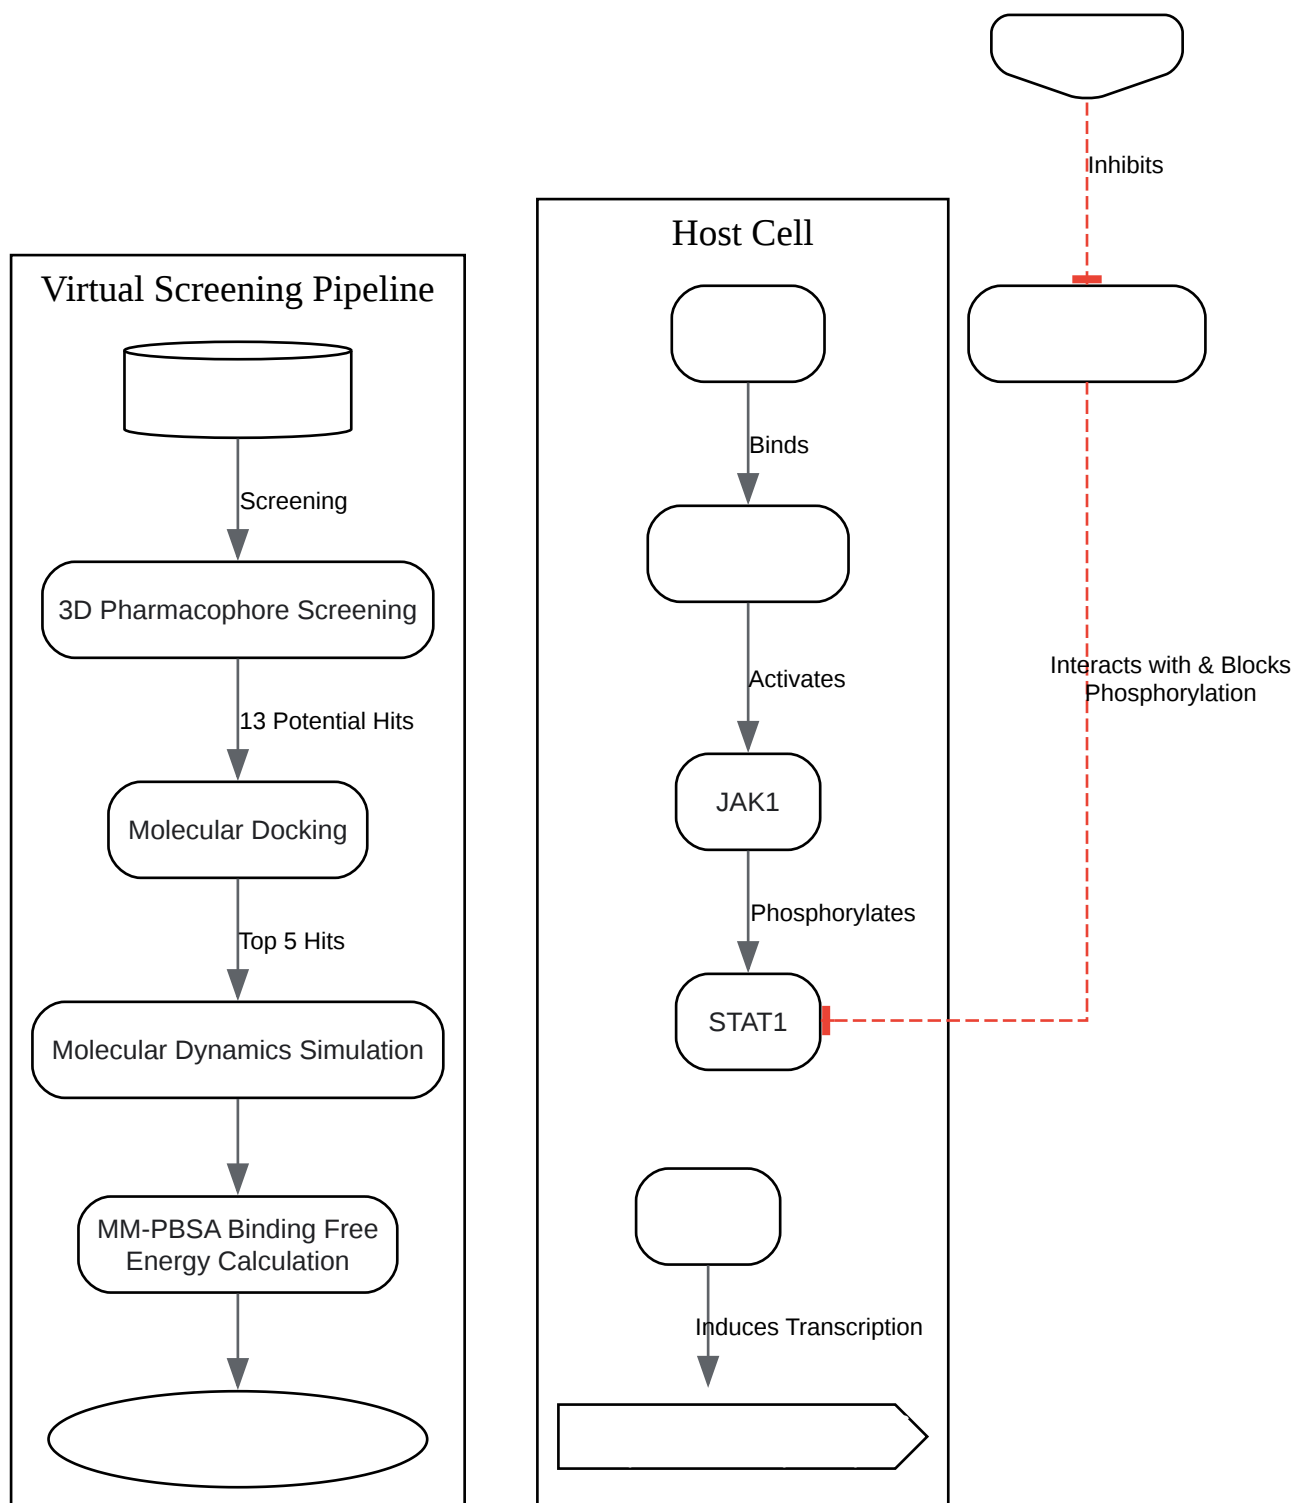 Inhibits
Host Cell
Virtual Screening Pipeline
Binds
Screening
3D Pharmacophore Screening
Interacts with & Blocks
Phosphorylation
Activates
13 Potential Hits
JAK1
Molecular Docking
Phosphorylates
Top 5 Hits
STAT1
Molecular Dynamics Simulation
MM-PBSA Binding Free
Energy Calculation
Induces Transcription